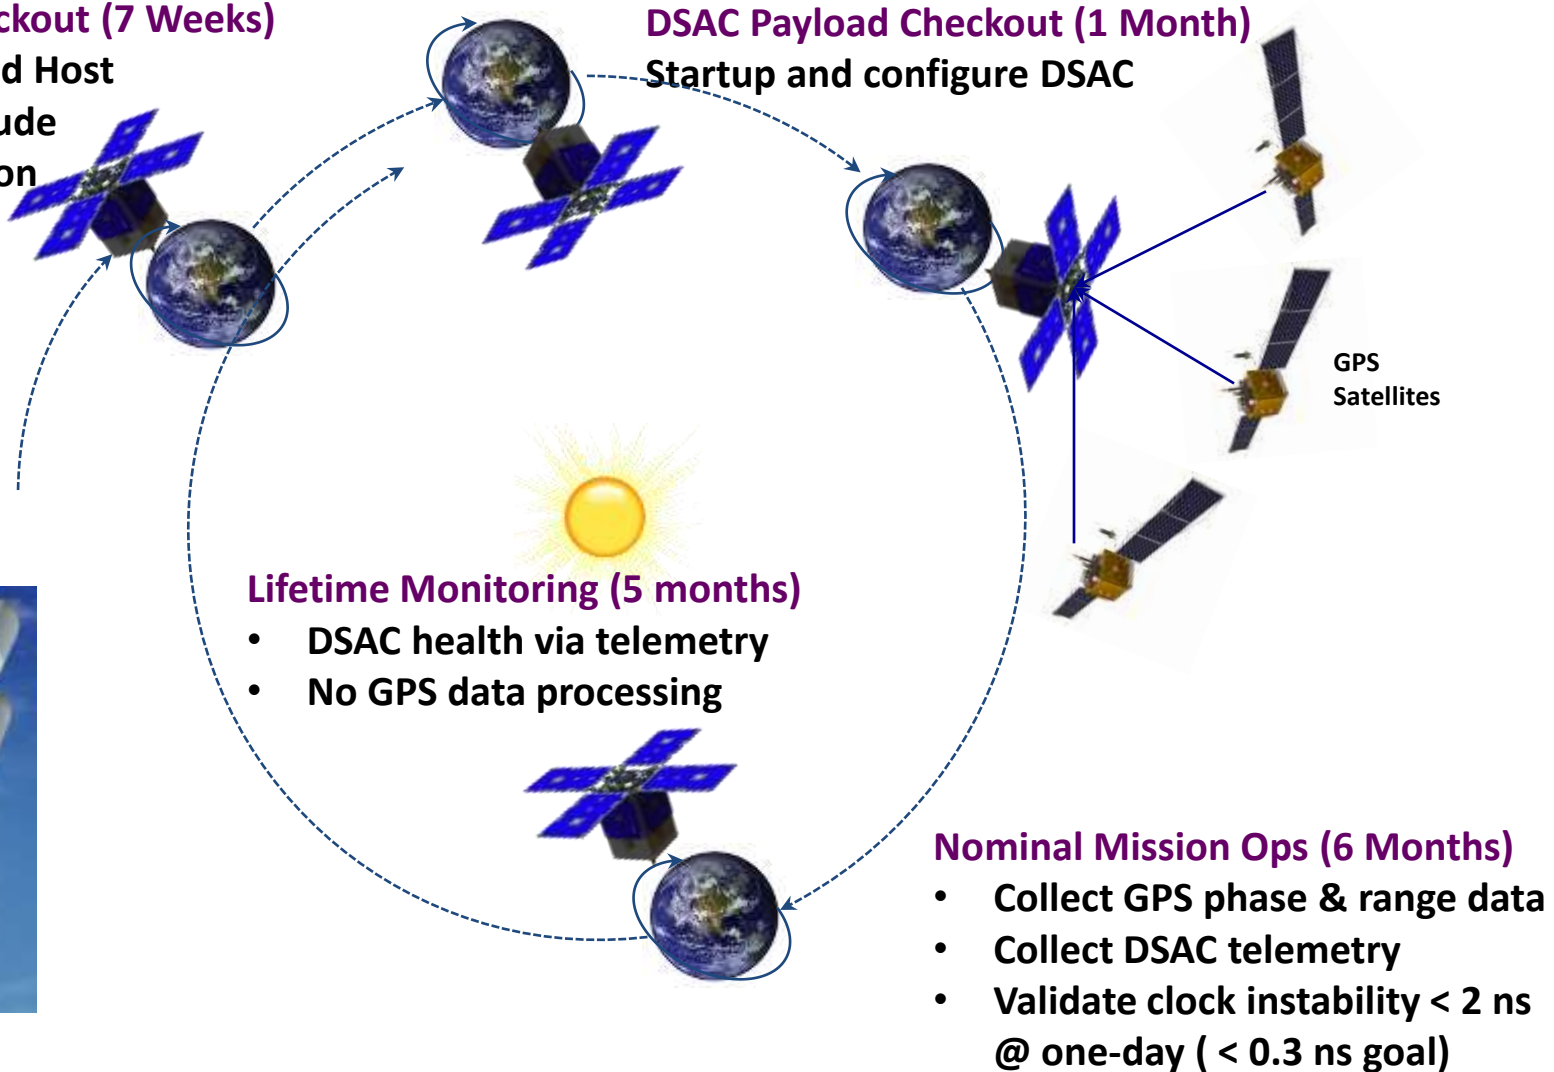 ckout (7 Weeks)
d Host
ude
on
DSAC Payload Checkout (1 Month)
Startup and configure DSAC
GPS
Satellites
Lifetime Monitoring (5 months)
• DSAC health via telemetry
• No GPS data processing
Nominal Mission Ops (6 Months)
• Collect GPS phase & range data
• Collect DSAC telemetry
• Validate clock instability < 2 ns
@ one-day ( < 0.3 ns goal)